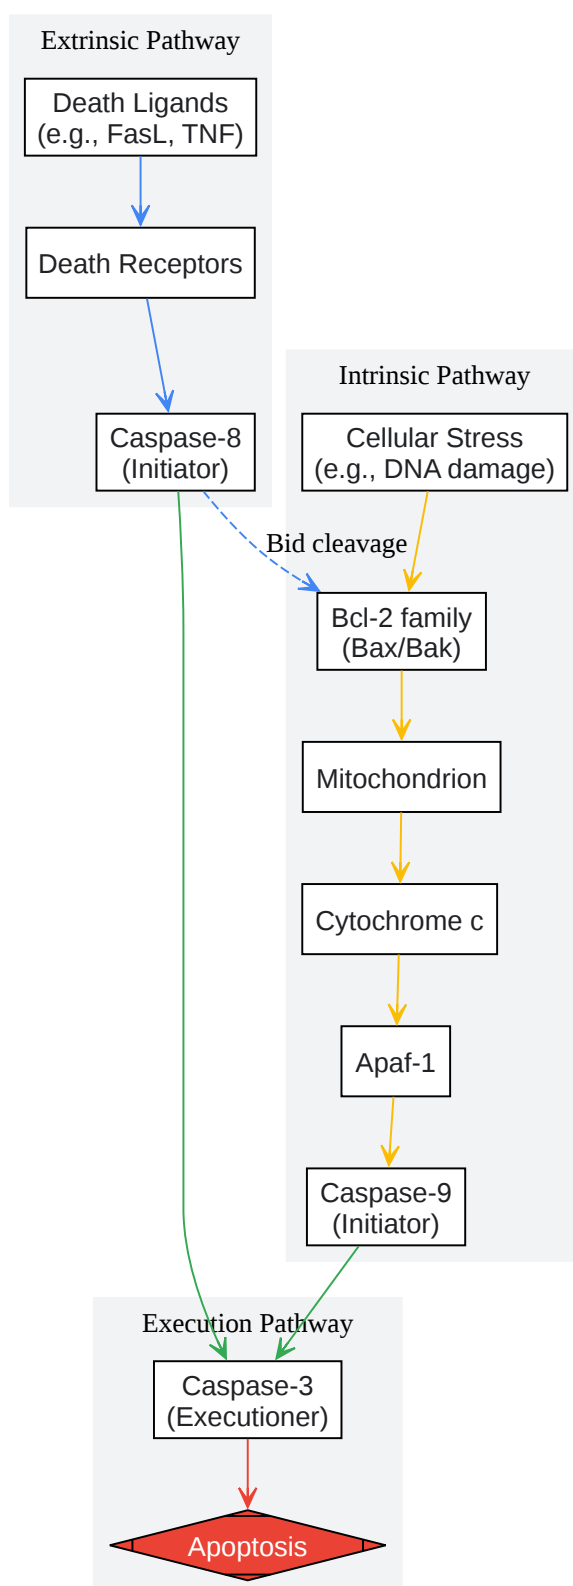 Extrinsic Pathway
Death Ligands
(e.g., FasL, TNF)
Death Receptors
Caspase-8
(Initiator)
Intrinsic Pathway
Cellular Stress
(e.g., DNA damage)
Bid cleavage
Bcl-2 family
(Bax/Bak)
Mitochondrion
Cytochrome c
Apaf-1
Caspase-9
(Initiator)
Execution Pathway
Caspase-3
(Executioner)
Apoptosis